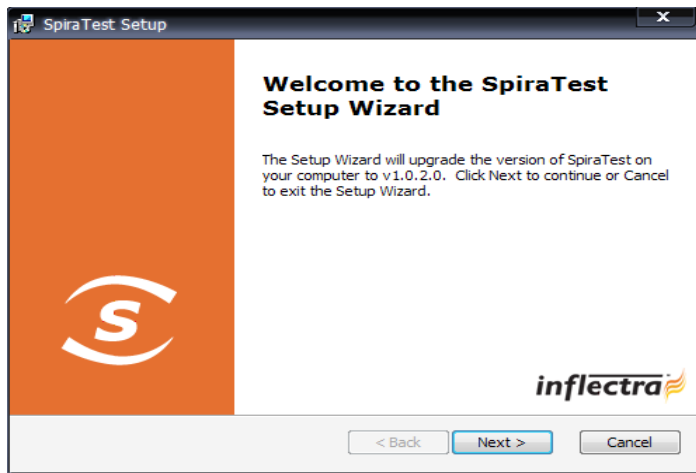 SpiraTest Setup
x
Welcome to the SpiraTest
Setup Wizard
The Setup Wizard will upgrade the version of SpiraTest on
your computer to v1.0.2.0. Click Next to continue or Cancel
to exit the Setup Wizard.
S
inflectra
< Back Next > Cancel